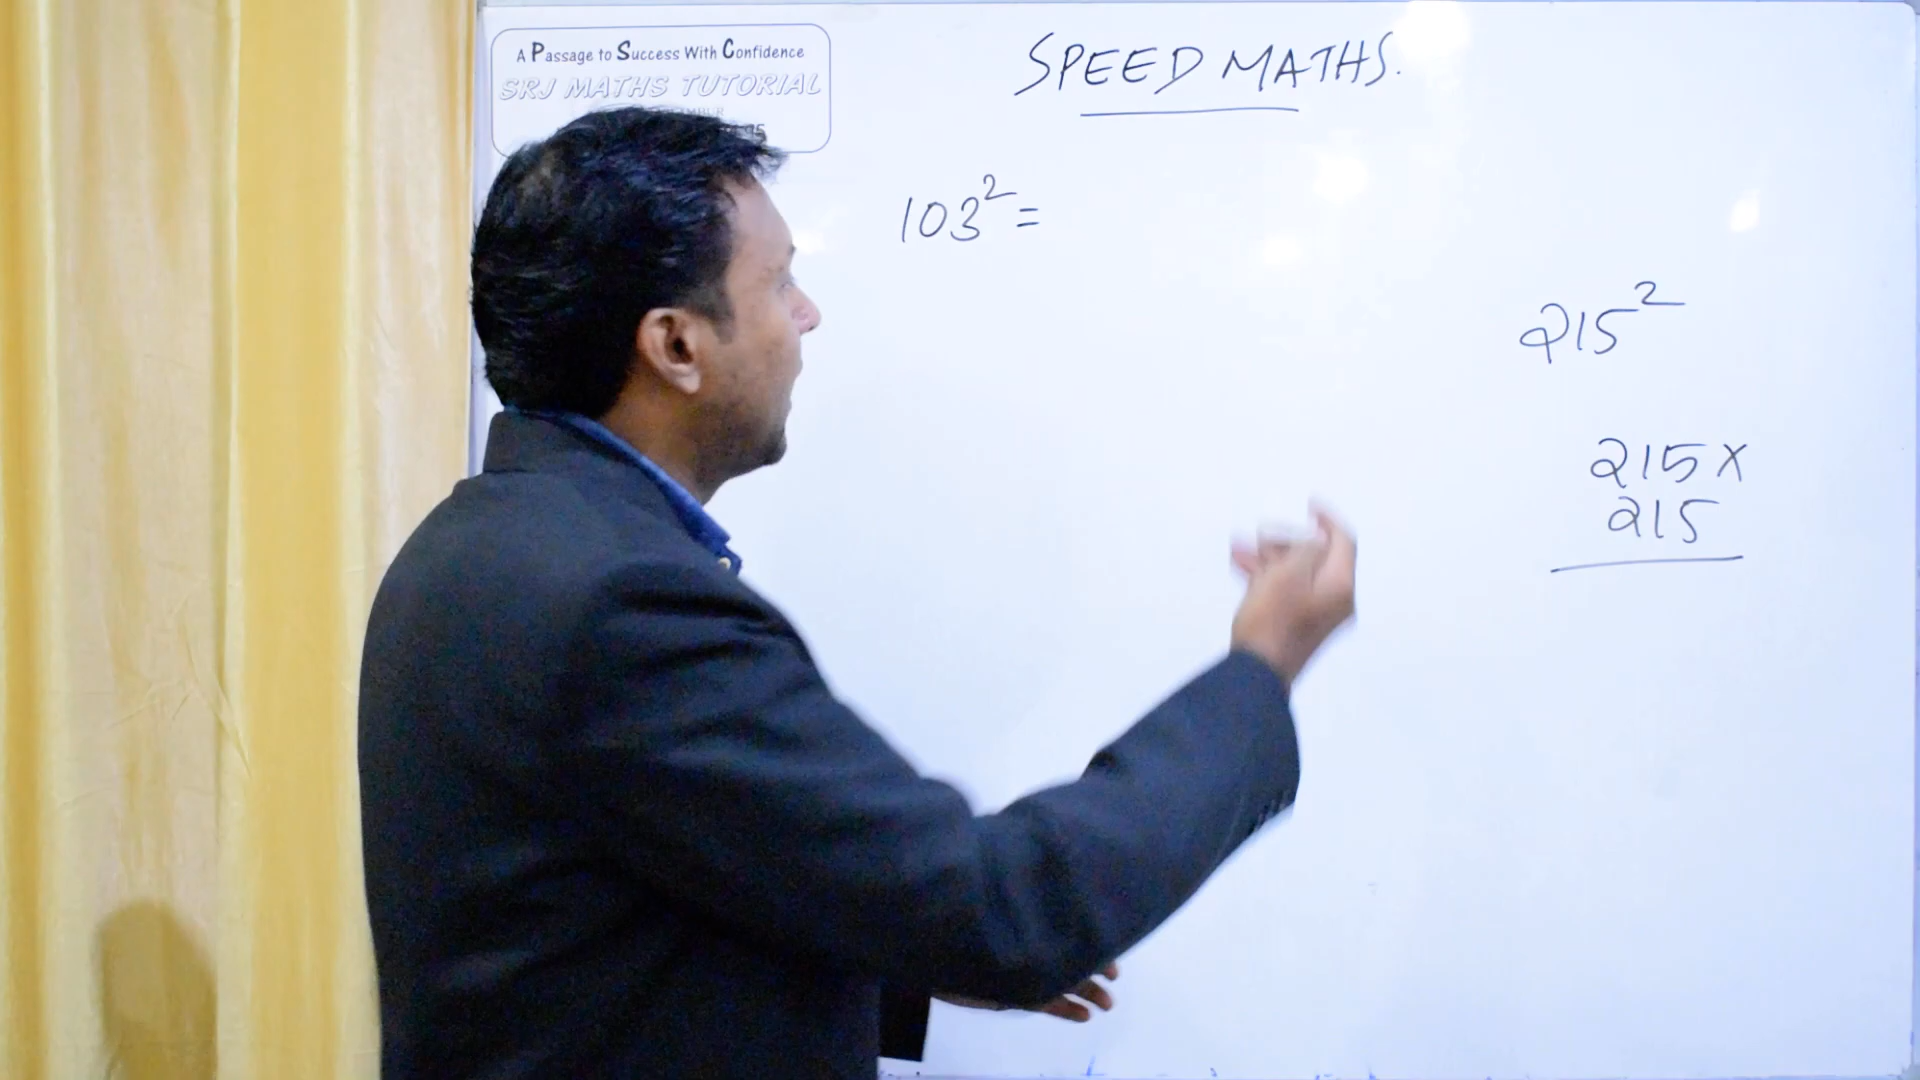 A Passage to Success With Confidence
SRJ MATHS TUTORIAL
SPEED MATHS.
103² =
215²
215 X
215